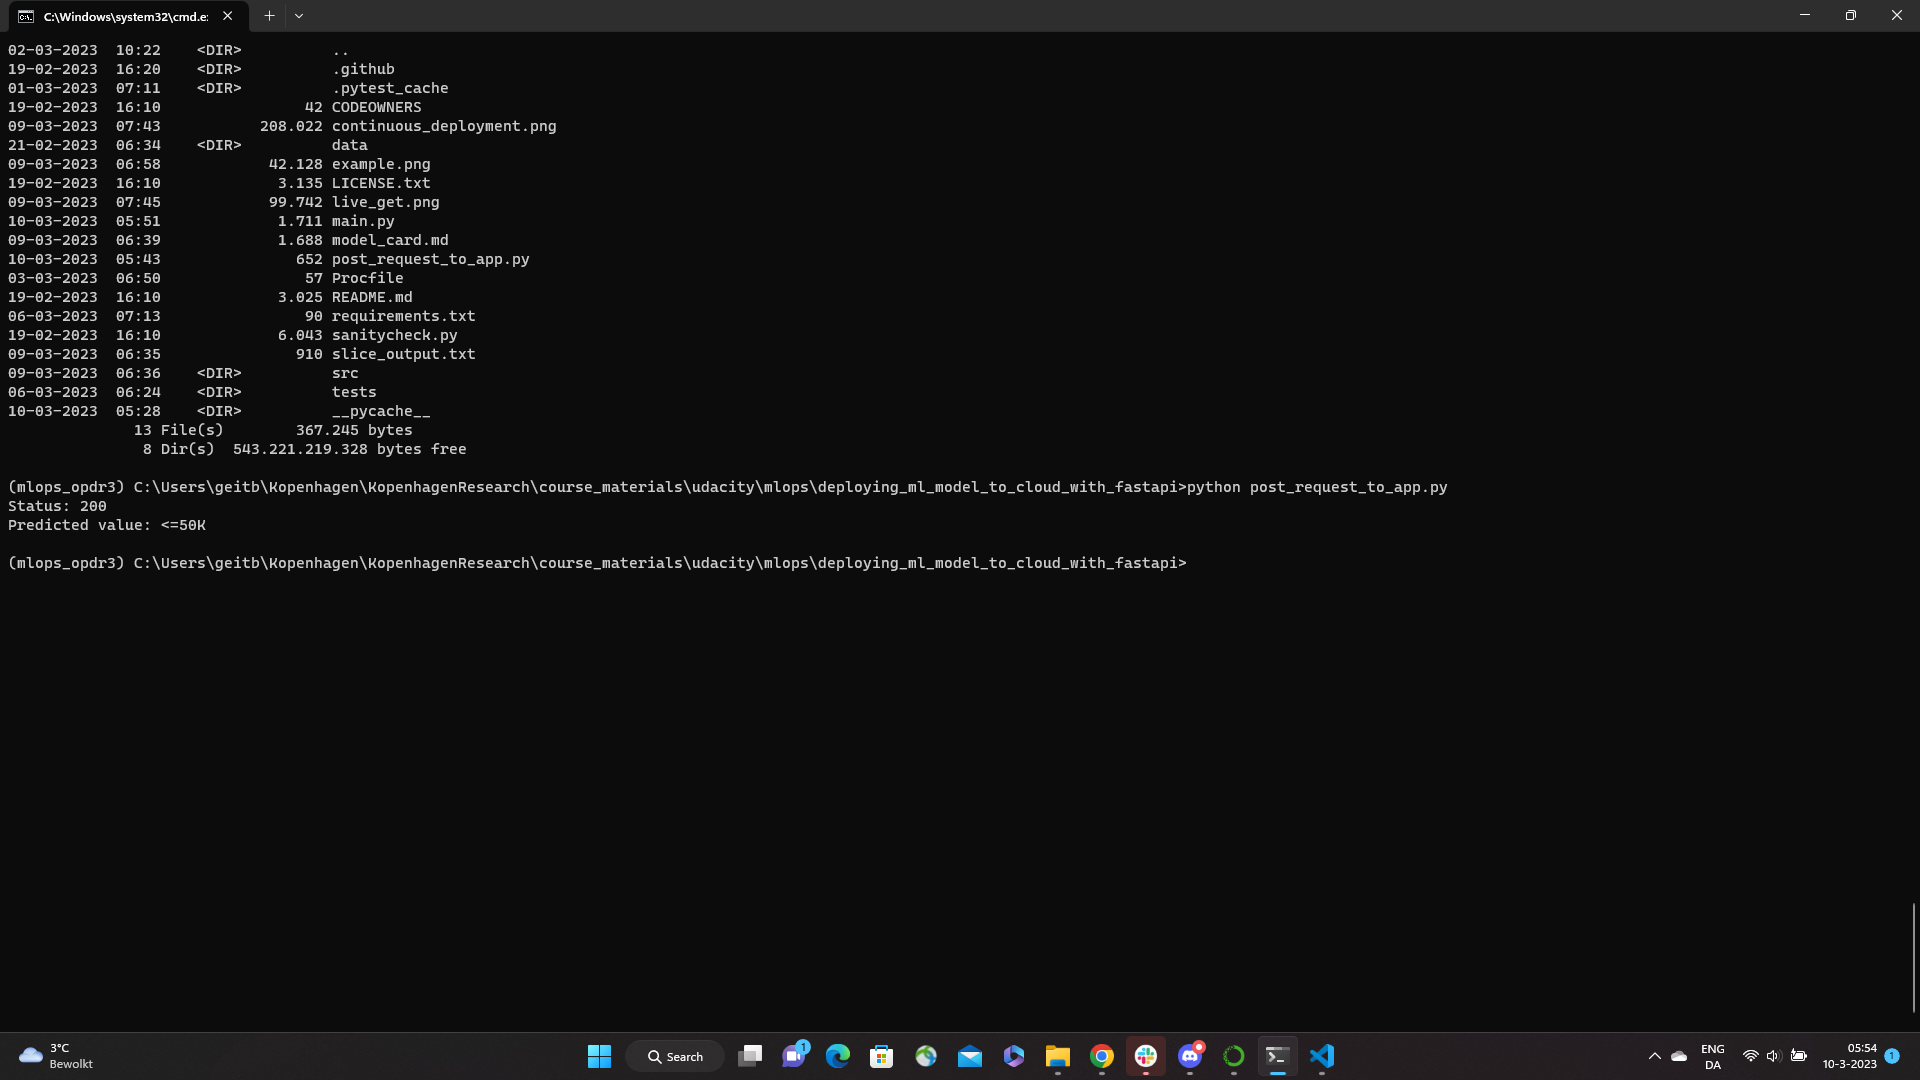 C:\Windows\system32\cmd.e:
02-03-2023  10:22    <DIR>          ..
19-02-2023  16:20    <DIR>          .github
01-03-2023  07:11    <DIR>          .pytest_cache
19-02-2023  16:10                42 CODEOWNERS
09-03-2023  07:43           208.022 continuous_deployment.png
21-02-2023  06:34    <DIR>          data
09-03-2023  06:58            42.128 example.png
19-02-2023  16:10             3.135 LICENSE.txt
09-03-2023  07:45            99.742 live_get.png
10-03-2023  05:51             1.711 main.py
09-03-2023  06:39             1.688 model_card.md
10-03-2023  05:43               652 post_request_to_app.py
03-03-2023  06:50                57 Procfile
19-02-2023  16:10             3.025 README.md
06-03-2023  07:13                90 requirements.txt
19-02-2023  16:10             6.043 sanitycheck.py
09-03-2023  06:35               910 slice_output.txt
09-03-2023  06:36    <DIR>          src
06-03-2023  06:24    <DIR>          tests
10-03-2023  05:28    <DIR>          __pycache__
13 File(s)        367.245 bytes
8 Dir(s)  543.221.219.328 bytes free
(mlops_opdr3) C:\Users\geitb\Kopenhagen\KopenhagenResearch\course_materials\udacity\mlops\deploying_ml_model_to_cloud_with_fastapi>python post_request_to_app.py
Status: 200
Predicted value: <=50K
(mlops_opdr3) C:\Users\geitb\Kopenhagen\KopenhagenResearch\course_materials\udacity\mlops\deploying_ml_model_to_cloud_with_fastapi>
3°C
Bewolkt
Search
1
ENG
DA
05:54
10-3-2023
1